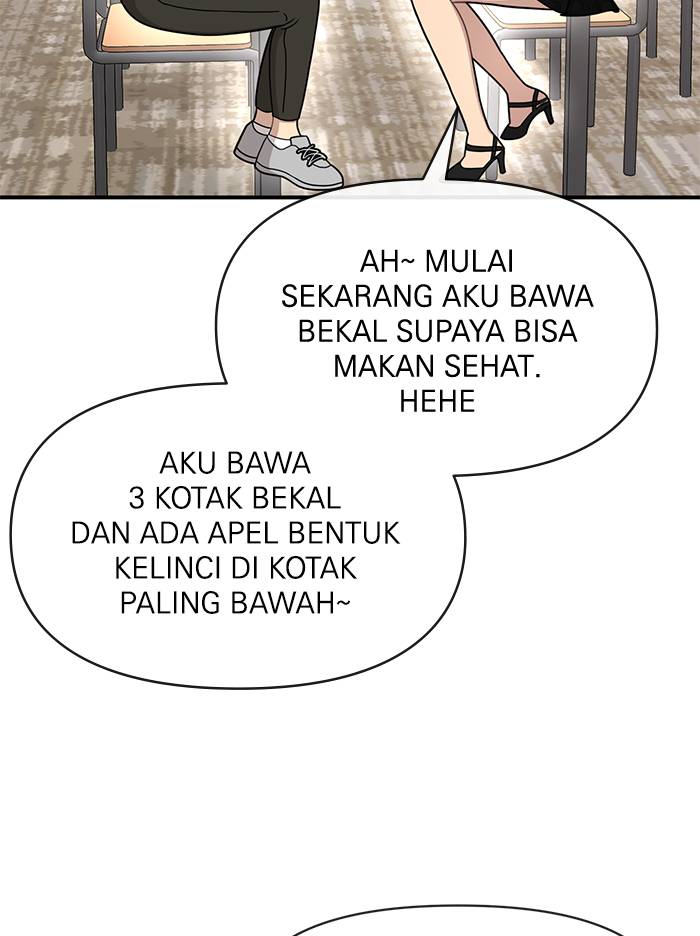 AH~ MULAI
SEKARANG AKU BAWA
BEKAL SUPAYA BISA
MAKAN SEHAT.
HEHE
AKU BAWA
3 KOTAK BEKAL
DAN ADA APEL BENTUK
KELINCI DI KOTAK
PALING BAWAH~